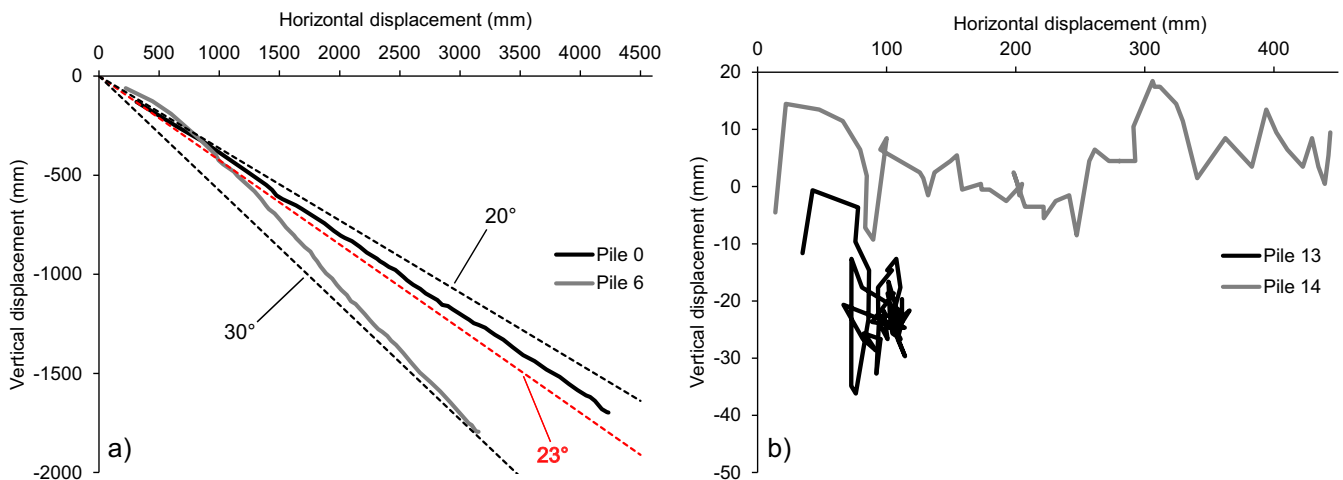 Horizontal displacement (mm)
0 500 1000 1500 2000 2500 3000 3500 4000 4500
Vertical displacement (mm)
0
-500
-1000
-1500
-2000
20°
30°
23°
Pile 0
Pile 6
a)
Horizontal displacement (mm)
0 100 200 300 400
Vertical displacement (mm)
20
10
0
-10
-20
-30
-40
-50
Pile 13
Pile 14
b)